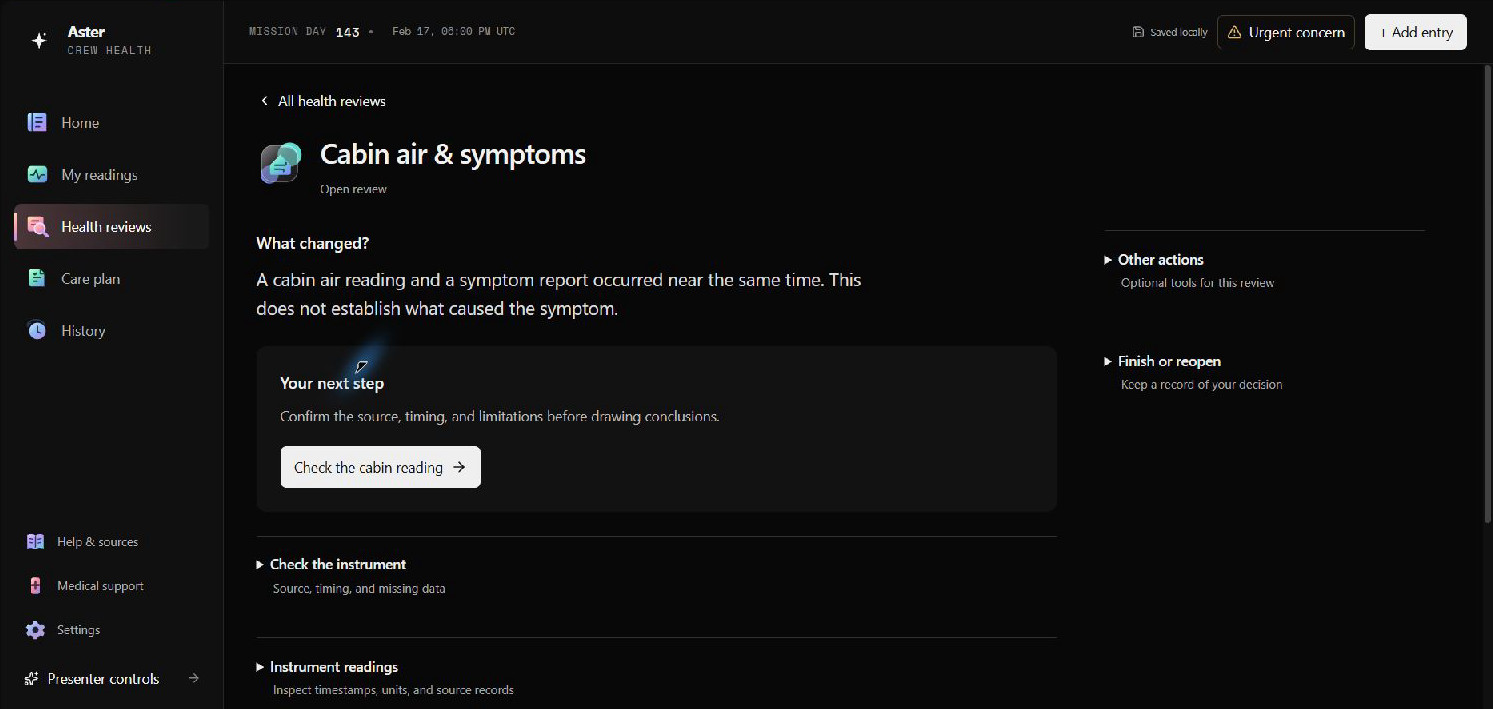 Aster
CREW HEALTH
MISSION DAY 143 • Feb 17, 06:00 PM UTC
Saved locally
Urgent concern
+ Add entry
Home
My readings
Health reviews
Care plan
History
Help & sources
Medical support
Settings
Presenter controls
All health reviews
Cabin air & symptoms
Open review
What changed?
A cabin air reading and a symptom report occurred near the same time. This
does not establish what caused the symptom.
Your next step
Confirm the source, timing, and limitations before drawing conclusions.
Check the cabin reading
Check the instrument
Source, timing, and missing data
Instrument readings
Inspect timestamps, units, and source records
Other actions
Optional tools for this review
Finish or reopen
Keep a record of your decision